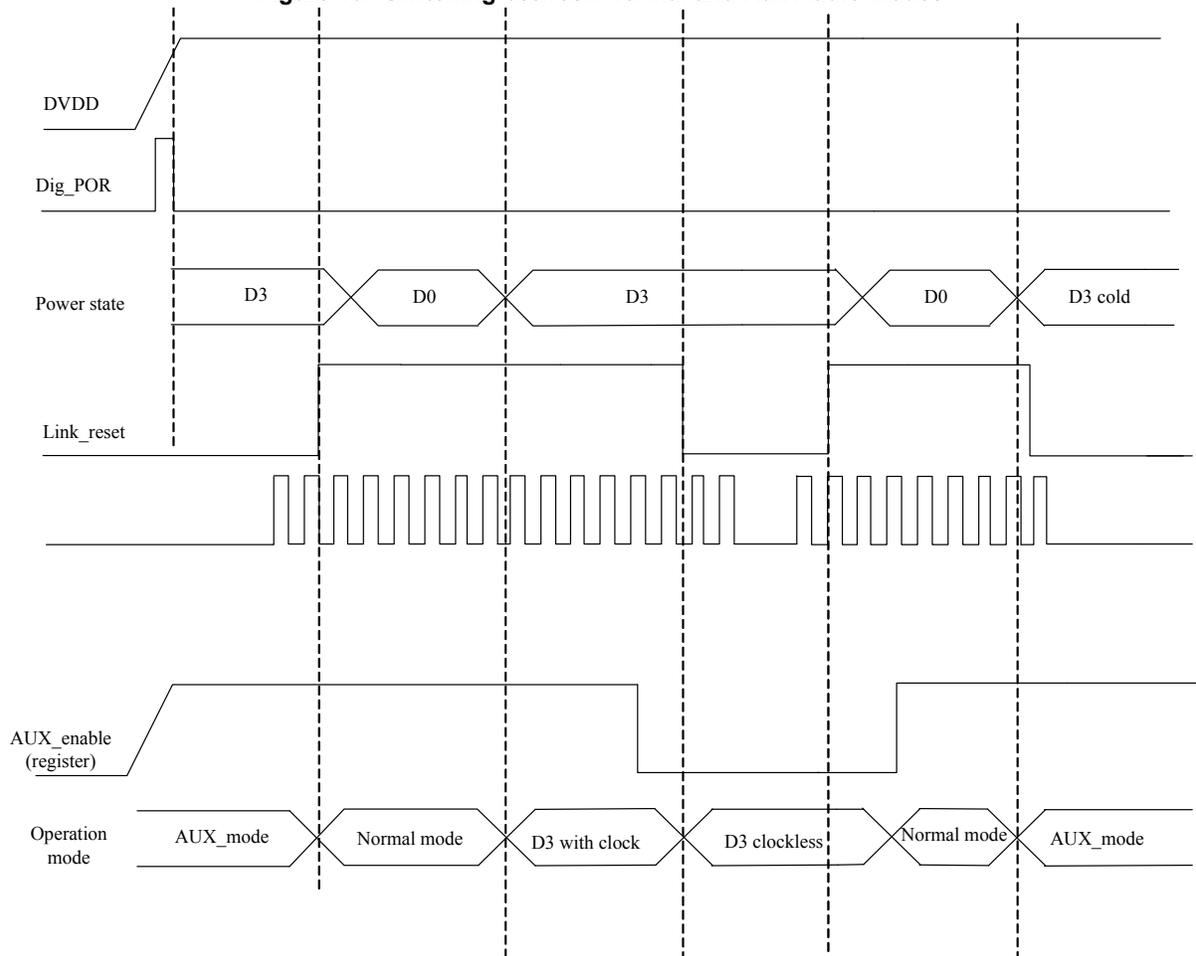 DVDD
Dig_POR
Power state
D3
D0
D3
D0
D3 cold
Link_reset
AUX_enable
(register)
Operation
mode
AUX_mode
Normal mode
D3 with clock
D3 clockless
Normal mode
AUX_mode